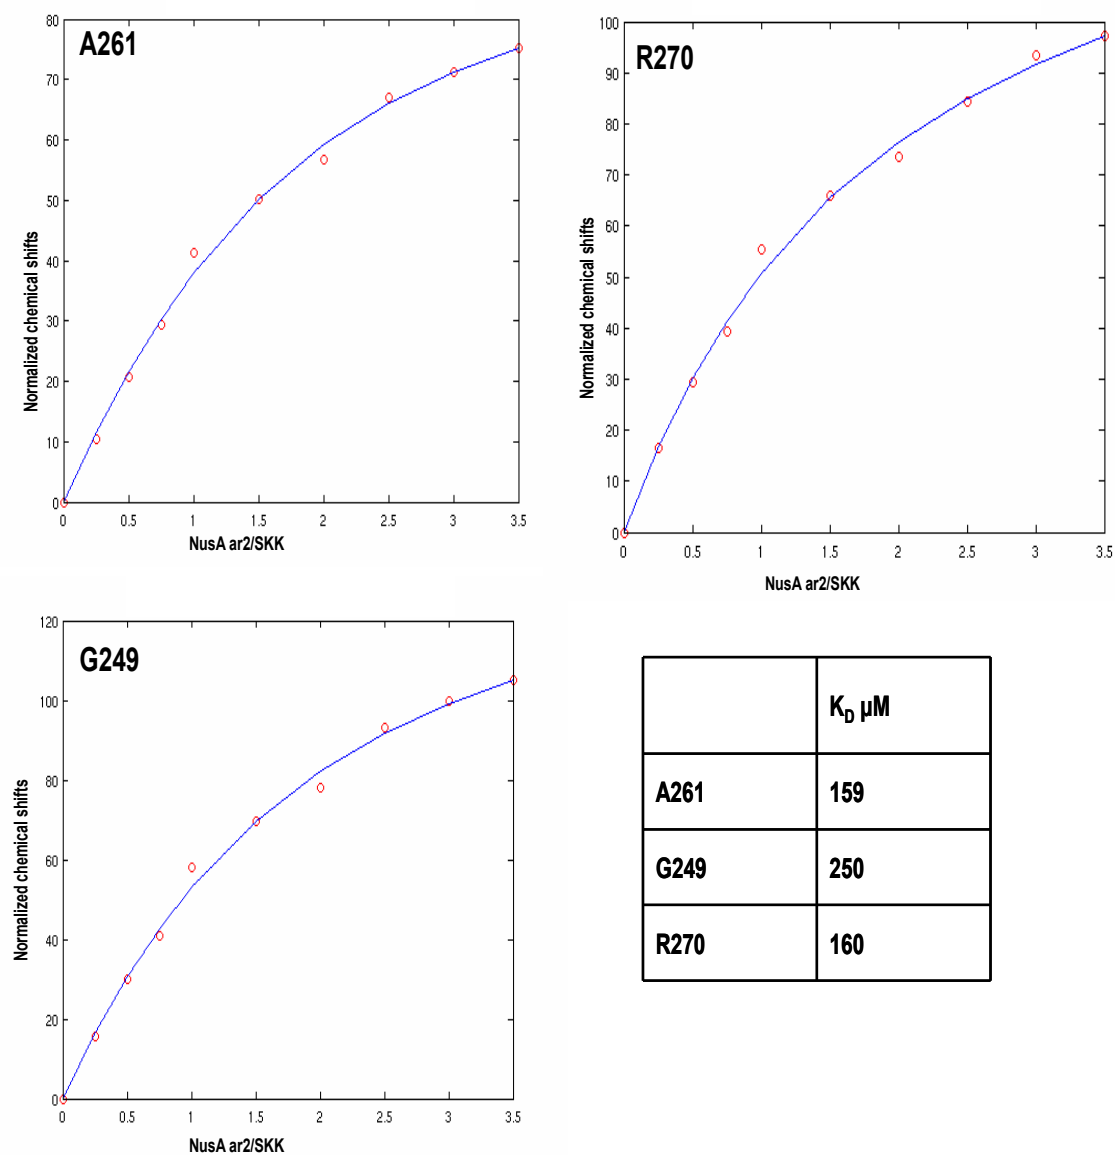 A261
Normalized chemical shifts
80
70
60
50
40
30
20
10
0
0 0.5 1 1.5 2 2.5 3 3.5
NusA ar2/SKK
R270
Normalized chemical shifts
100
90
80
70
60
50
40
30
20
10
0
0 0.5 1 1.5 2 2.5 3 3.5
NusA ar2/SKK
G249
Normalized chemical shifts
120
100
80
60
40
20
0
0 0.5 1 1.5 2 2.5 3 3.5
NusA ar2/SKK
K_D µM
A261 159
G249 250
R270 160